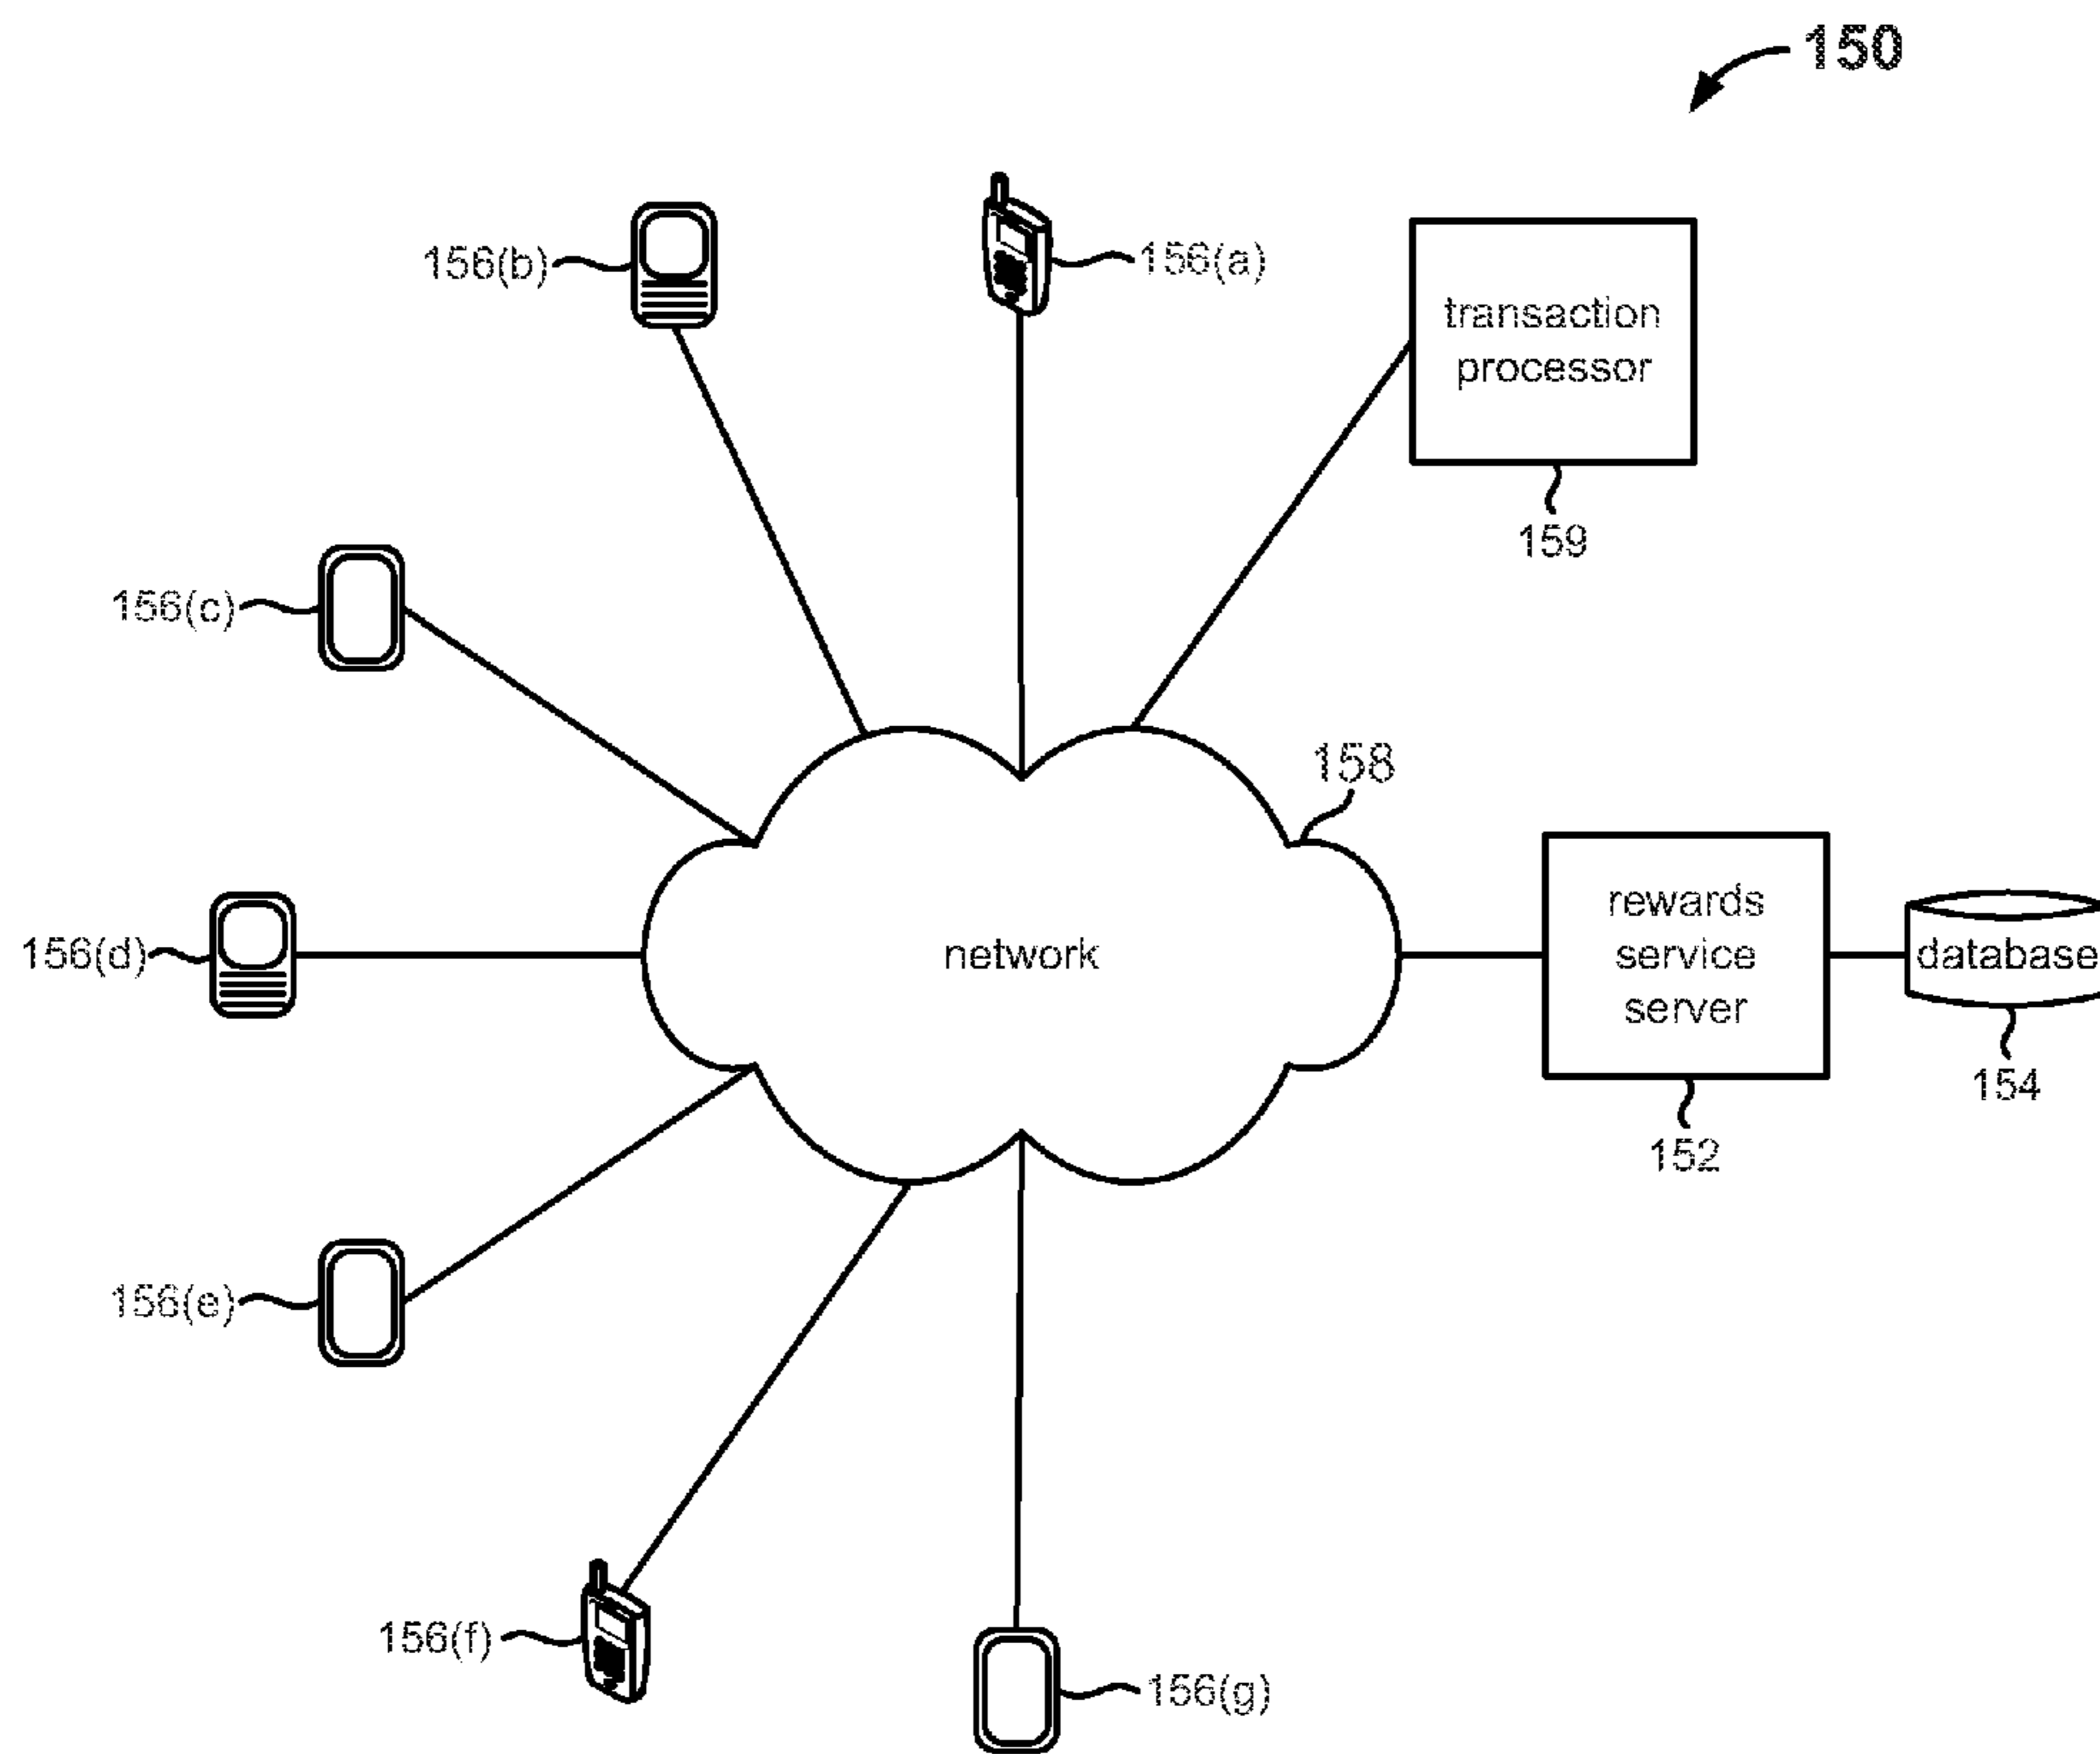 150
156(b)
156(a)
transaction
processor
159
156(c)
158
rewards
service
server
156(d)
network
database
154
152
156(e)
156(f)
156(g)